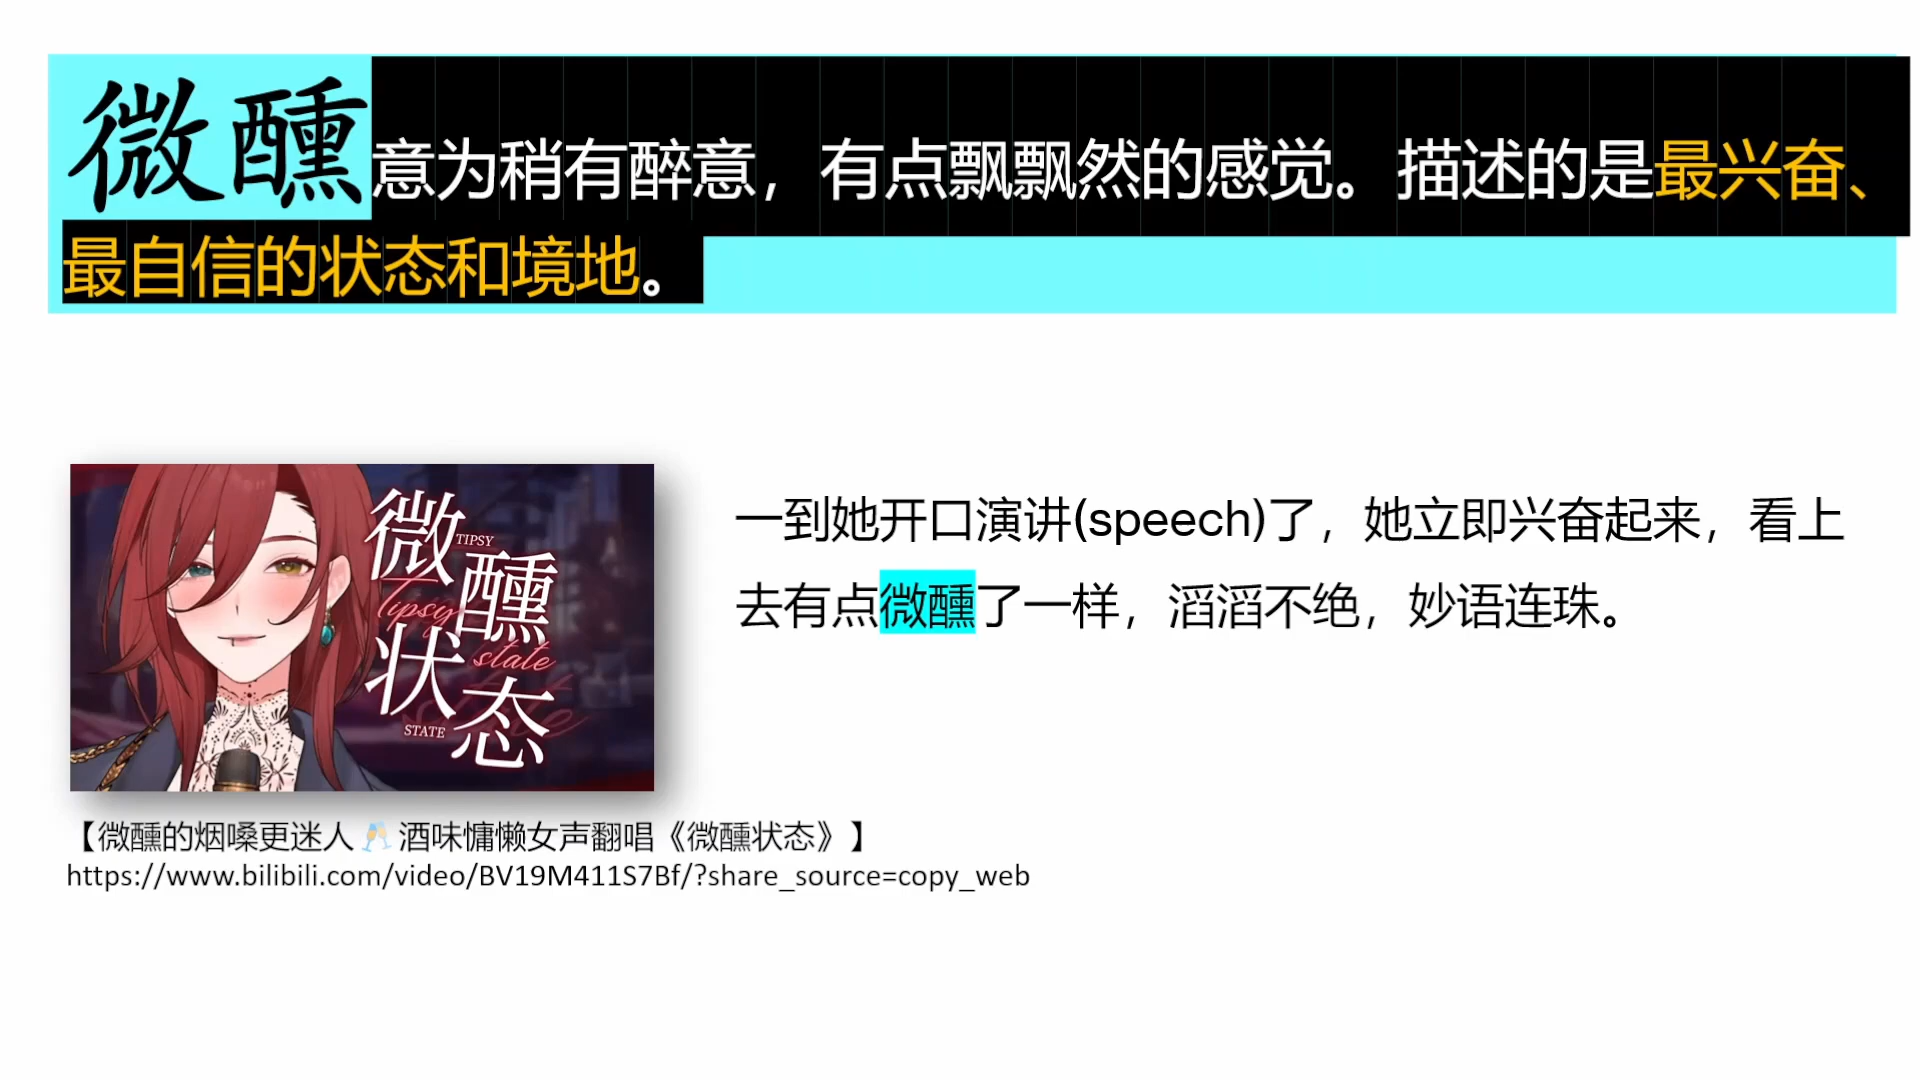 微醺意为稍有醉意，有点飘飘然的感觉。描述的是最兴奋、
最自信的状态和境地。
微醺
TIPSY
Tipsy
状态
state
STATE
一到她开口演讲(speech)了，她立即兴奋起来，看上
去有点微醺了一样，滔滔不绝，妙语连珠。
【微醺的烟嗓更迷人🥂酒味慵懒女声翻唱《微醺状态》】
https://www.bilibili.com/video/BV19M411S7Bf/?share_source=copy_web